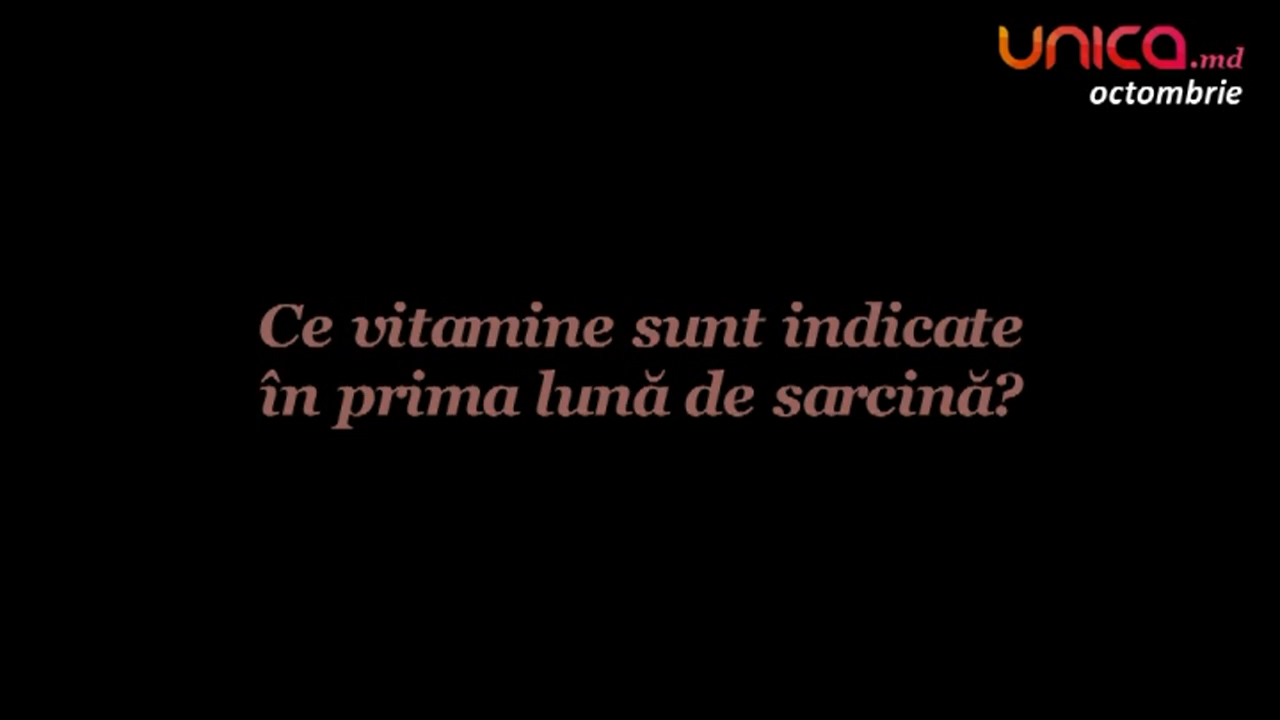 unica.md
octombrie
Ce vitamine sunt indicate
în prima lună de sarcină?